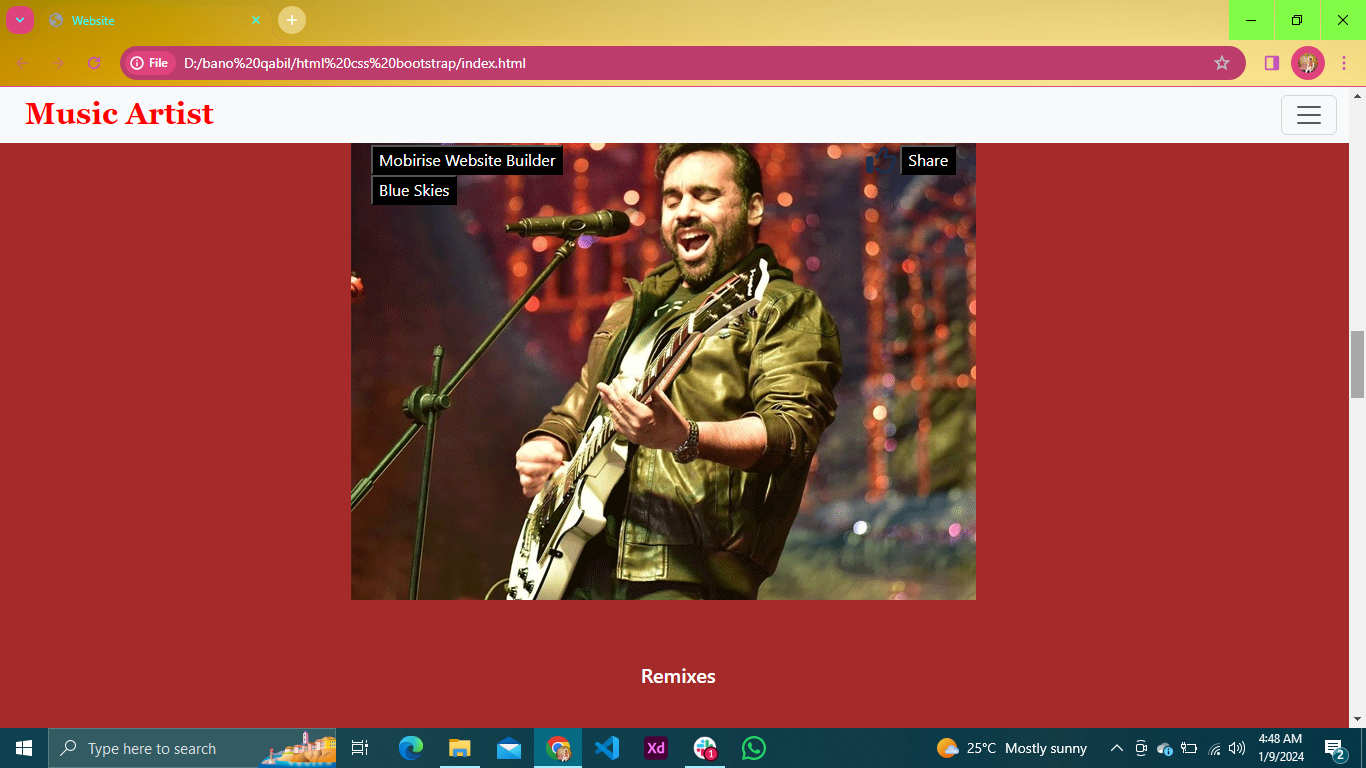 Website
File
D:/bano%20qabil/html%20css%20bootstrap/index.html
Music Artist
Mobirise Website Builder
Share
Blue Skies
Remixes
Type here to search
Xd
1
25°C Mostly sunny
4:48 AM
1/9/2024
2